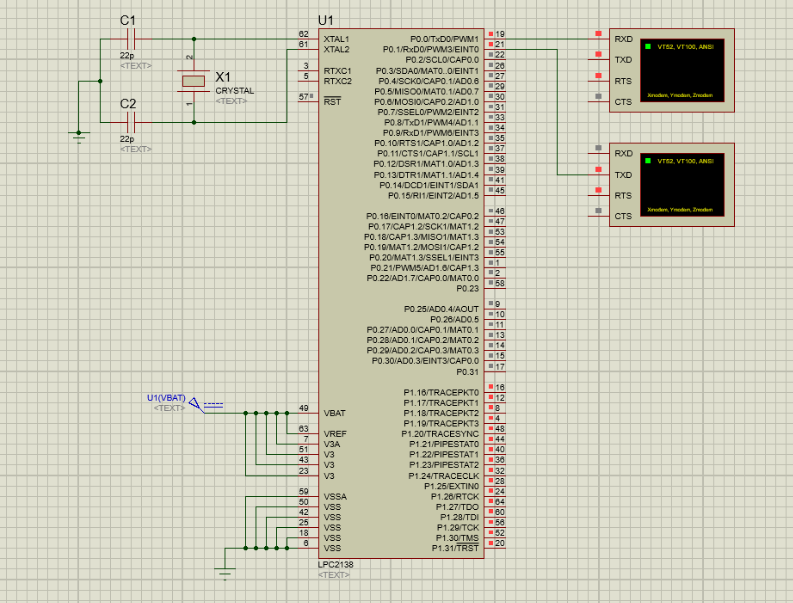 C1
22p
<TEXT>
C2
22p
<TEXT>
X1
CRYSTAL
<TEXT>
2
1
U1
62 XTAL1
61 XTAL2
3 RTXC1
5 RTXC2
57 RST
P0.0/TxD0/PWM1 19
P0.1/RxD0/PWM3/EINT0 21
P0.2/SCL0/CAP0.0 22
P0.3/SDA0/MAT0..0/EINT1 26
P0.4/SCK0/CAP0.1/AD0.6 27
P0.5/MISO0/MAT0.1/AD0.7 29
P0.6/MOSI0/CAP0.2/AD1.0 30
P0.7/SSEL0/PWM2/EINT2 31
P0.8/TxD1/PWM4/AD1.1 33
P0.9/RxD1/PWM6/EINT3 34
P0.10/RTS1/CAP1.0/AD1.2 35
P0.11/CTS1/CAP1.1/SCL1 37
P0.12/DSR1/MAT1.0/AD1.3 38
P0.13/DTR1/MAT1.1/AD1.4 39
P0.14/DCD1/EINT1/SDA1 41
P0.15/RI1/EINT2/AD1.5 45
P0.16/EINT0/MAT0.2/CAP0.2 46
P0.17/CAP1.2/SCK1/MAT1.2 47
P0.18/CAP1.3/MISO1/MAT1.3 53
P0.19/MAT1.2/MOSI1/CAP1.2 54
P0.20/MAT1.3/SSEL1/EINT3 55
P0.21/PWM5/AD1.6/CAP1.3 1
P0.22/AD1.7/CAP0.0/MAT0.0 2
P0.23 58
P0.25/AD0.4/AOUT 9
P0.26/AD0.5 10
P0.27/AD0.0/CAP0.1/MAT0.1 11
P0.28/AD0.1/CAP0.2/MAT0.2 13
P0.29/AD0.2/CAP0.3/MAT0.3 14
P0.30/AD0.3/EINT3/CAP0.0 15
P0.31 17
P1.16/TRACEPKT0 16
P1.17/TRACEPKT1 12
P1.18/TRACEPKT2 8
P1.19/TRACEPKT3 4
P1.20/TRACESYNC 48
P1.21/PIPESTAT0 44
P1.22/PIPESTAT1 40
P1.23/PIPESTAT2 36
P1.24/TRACECLK 32
P1.25/EXTIN0 28
P1.26/RTCK 24
P1.27/TDO 64
P1.28/TDI 60
P1.29/TCK 56
P1.30/TMS 52
P1.31/TRST 20
U1(VBAT)
<TEXT>
49 VBAT
63 VREF
7 V3A
51 V3
43 V3
23 V3
59 VSSA
50 VSS
42 VSS
25 VSS
18 VSS
6 VSS
LPC2138
<TEXT>
RXD
TXD
RTS
CTS
VT52, VT100, ANSI
Xmodem, Ymodem, Zmodem
RXD
TXD
RTS
CTS
VT52, VT100, ANSI
Xmodem, Ymodem, Zmodem